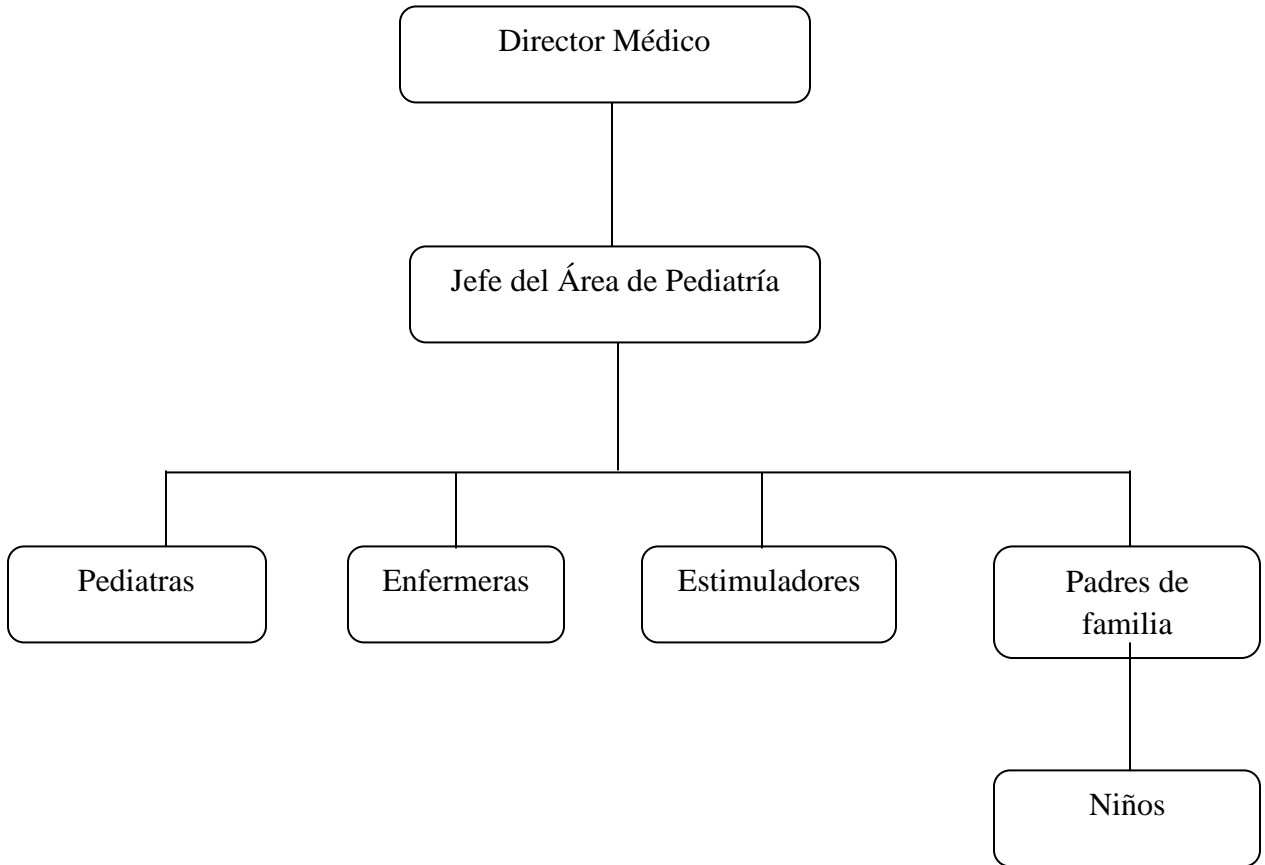 Director Médico
Jefe del Área de Pediatría
Pediatras
Enfermeras
Estimuladores
Padres de
familia
Niños